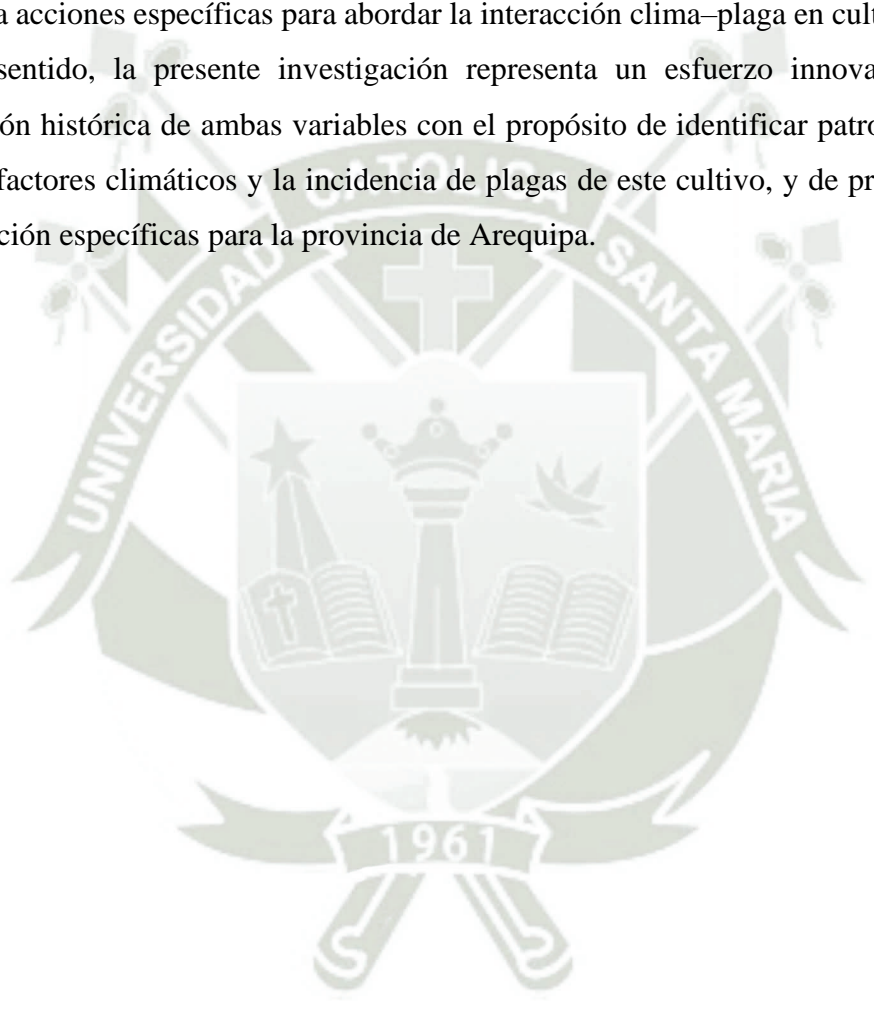 a acciones específicas para abordar la interacción clima–plaga en cult
sentido, la presente investigación representa un esfuerzo innova
ón histórica de ambas variables con el propósito de identificar patro
factores climáticos y la incidencia de plagas de este cultivo, y de pr
ción específicas para la provincia de Arequipa.
UNIVERSIDAD CATOLICA SANTA MARIA
1961